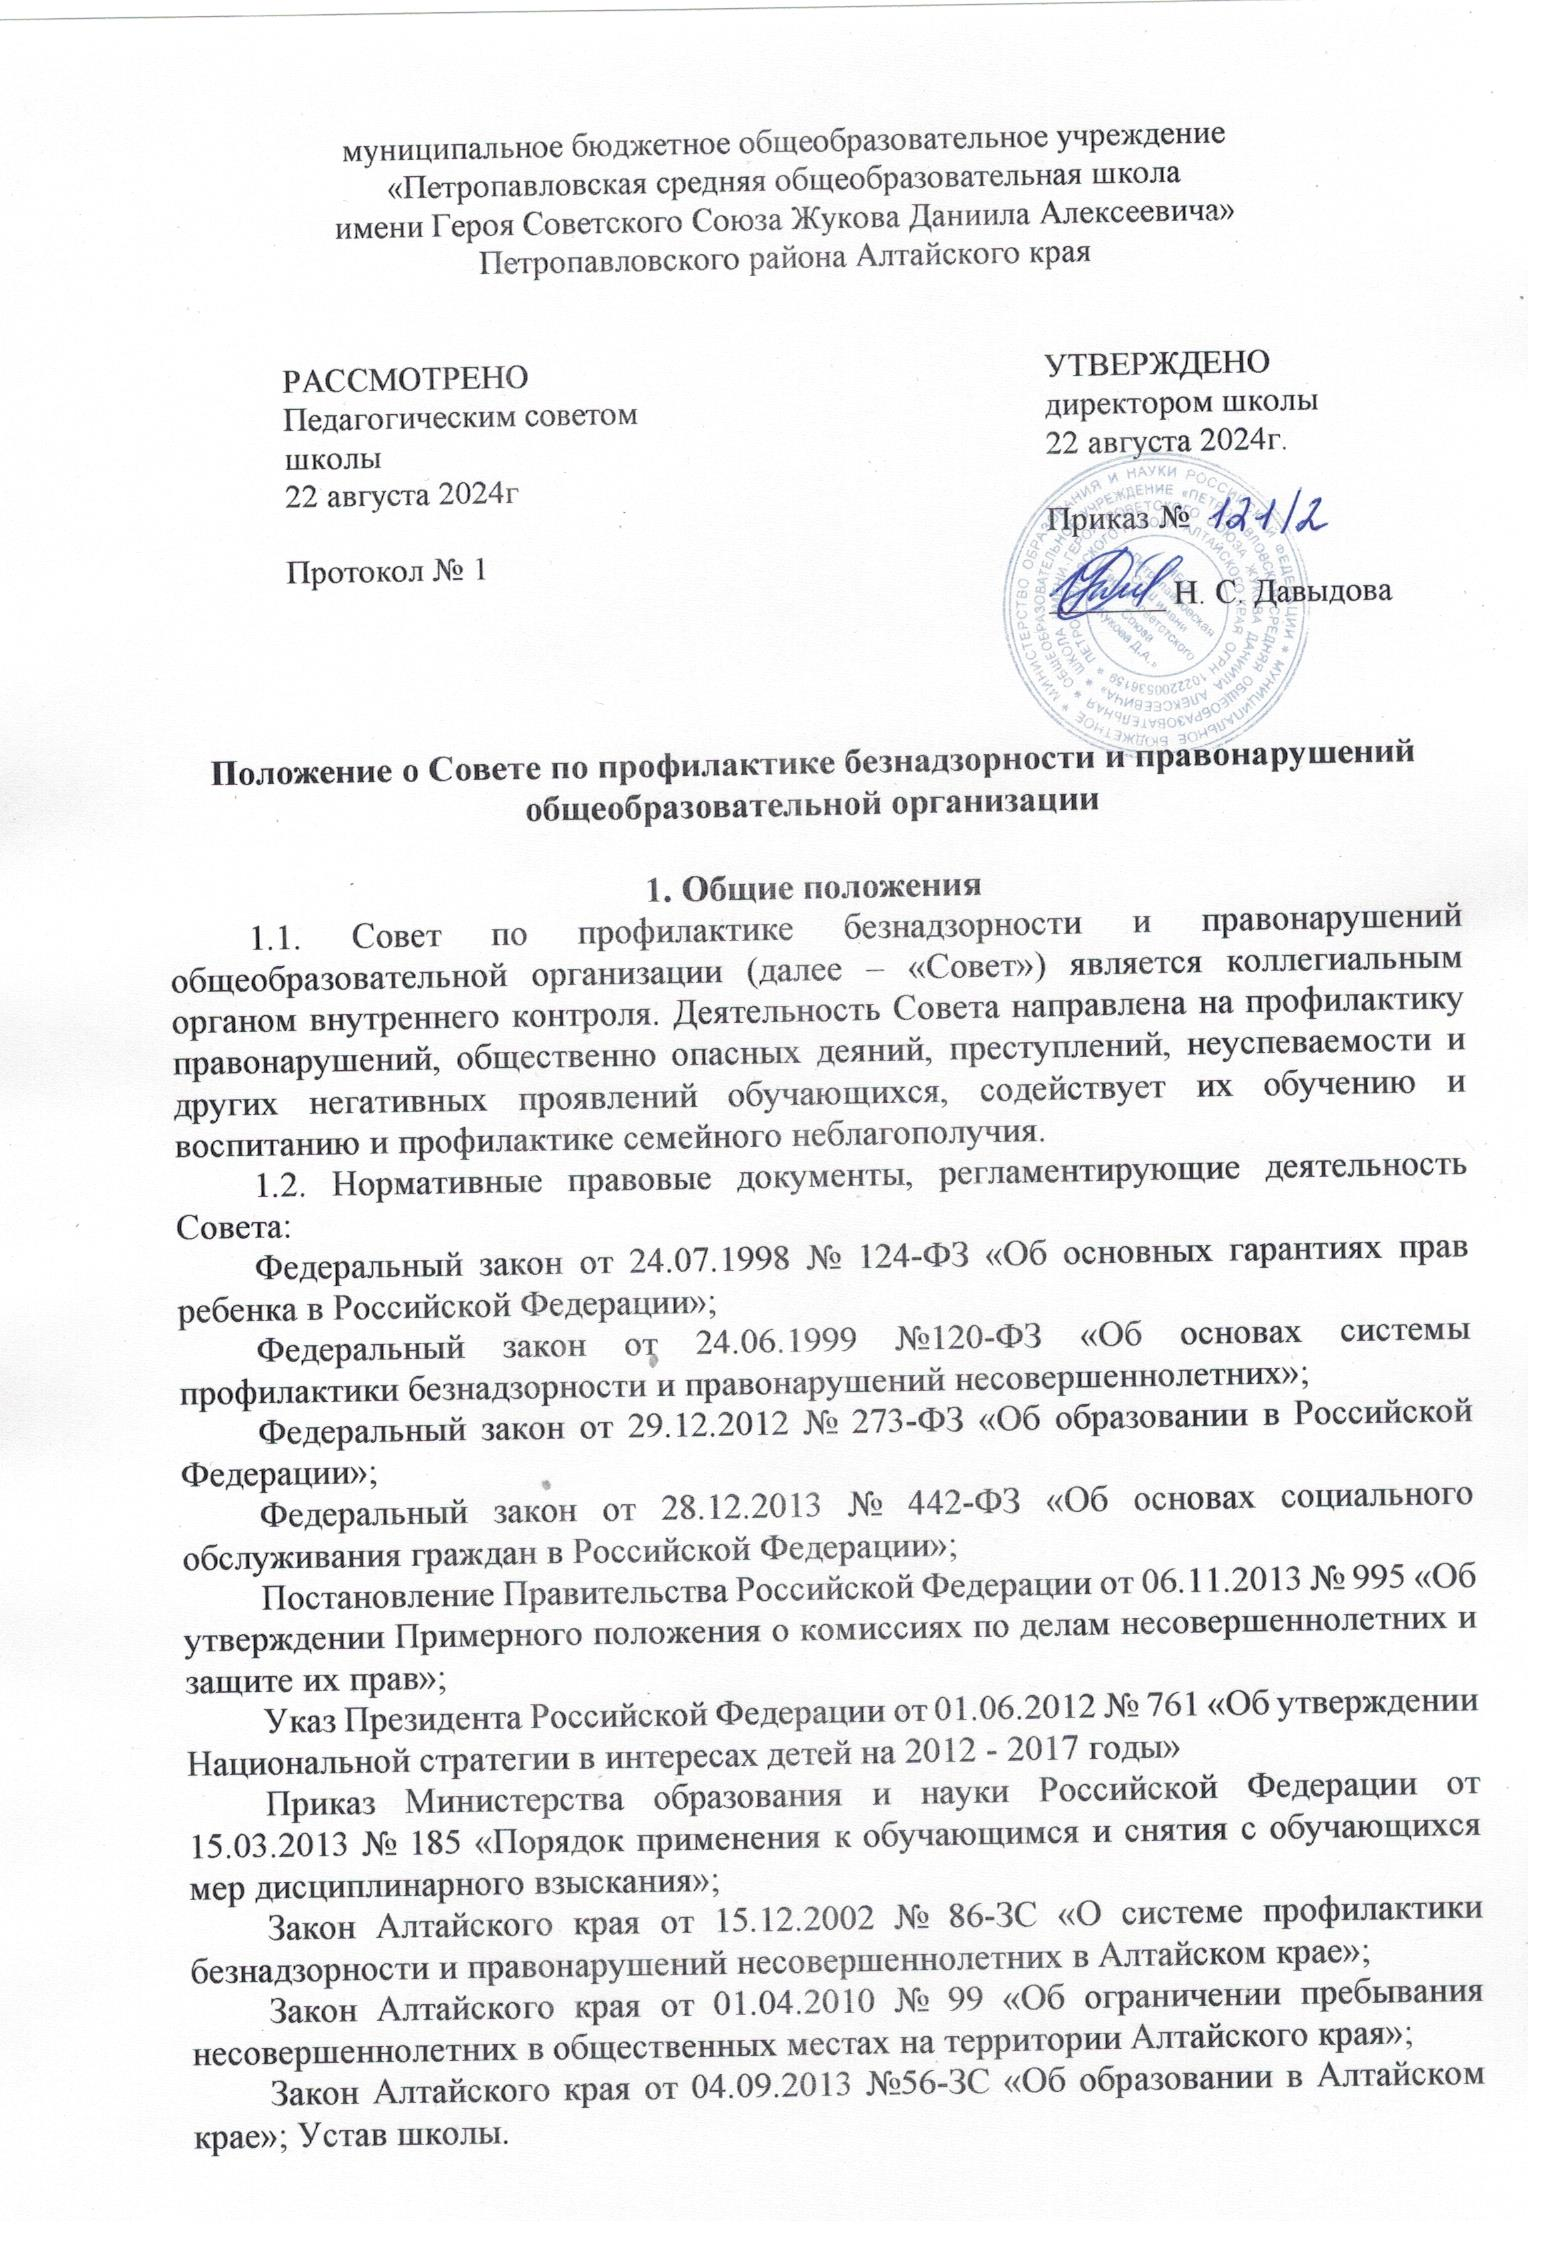 муниципальное бюджетное общеобразовательное учреждение
«Петропавловская средняя общеобразовательная школа
имени Героя Советского Союза Жукова Даниила Алексеевича»
Петропавловского района Алтайского края
РАССМОТРЕНО
Педагогическим советом
школы
22 августа 2024г
Протокол № 1
УТВЕРЖДЕНО
директором школы
22 августа 2024г.
Приказ № 121/2
Н. С. Давыдова
Положение о Совете по профилактике безнадзорности и правонарушений
общеобразовательной организации
1. Общие положения
1.1. Совет по профилактике безнадзорности и правонарушений
общеобразовательной организации (далее – «Совет») является коллегиальным
органом внутреннего контроля. Деятельность Совета направлена на профилактику
правонарушений, общественно опасных деяний, преступлений, неуспеваемости и
других негативных проявлений обучающихся, содействует их обучению и
воспитанию и профилактике семейного неблагополучия.
1.2. Нормативные правовые документы, регламентирующие деятельность
Совета:
Федеральный закон от 24.07.1998 № 124-ФЗ «Об основных гарантиях прав
ребенка в Российской Федерации»;
Федеральный закон от 24.06.1999 №120-ФЗ «Об основах системы
профилактики безнадзорности и правонарушений несовершеннолетних»;
Федеральный закон от 29.12.2012 № 273-ФЗ «Об образовании в Российской
Федерации»;
Федеральный закон от 28.12.2013 № 442-ФЗ «Об основах социального
обслуживания граждан в Российской Федерации»;
Постановление Правительства Российской Федерации от 06.11.2013 № 995 «Об
утверждении Примерного положения о комиссиях по делам несовершеннолетних и
защите их прав»;
Указ Президента Российской Федерации от 01.06.2012 № 761 «Об утверждении
Национальной стратегии в интересах детей на 2012 - 2017 годы»
Приказ Министерства образования и науки Российской Федерации от
15.03.2013 № 185 «Порядок применения к обучающимся и снятия с обучающихся
мер дисциплинарного взыскания»;
Закон Алтайского края от 15.12.2002 № 86-ЗС «О системе профилактики
безнадзорности и правонарушений несовершеннолетних в Алтайском крае»;
Закон Алтайского края от 01.04.2010 № 99 «Об ограничении пребывания
несовершеннолетних в общественных местах на территории Алтайского края»;
Закон Алтайского края от 04.09.2013 №56-ЗС «Об образовании в Алтайском
крае»; Устав школы.